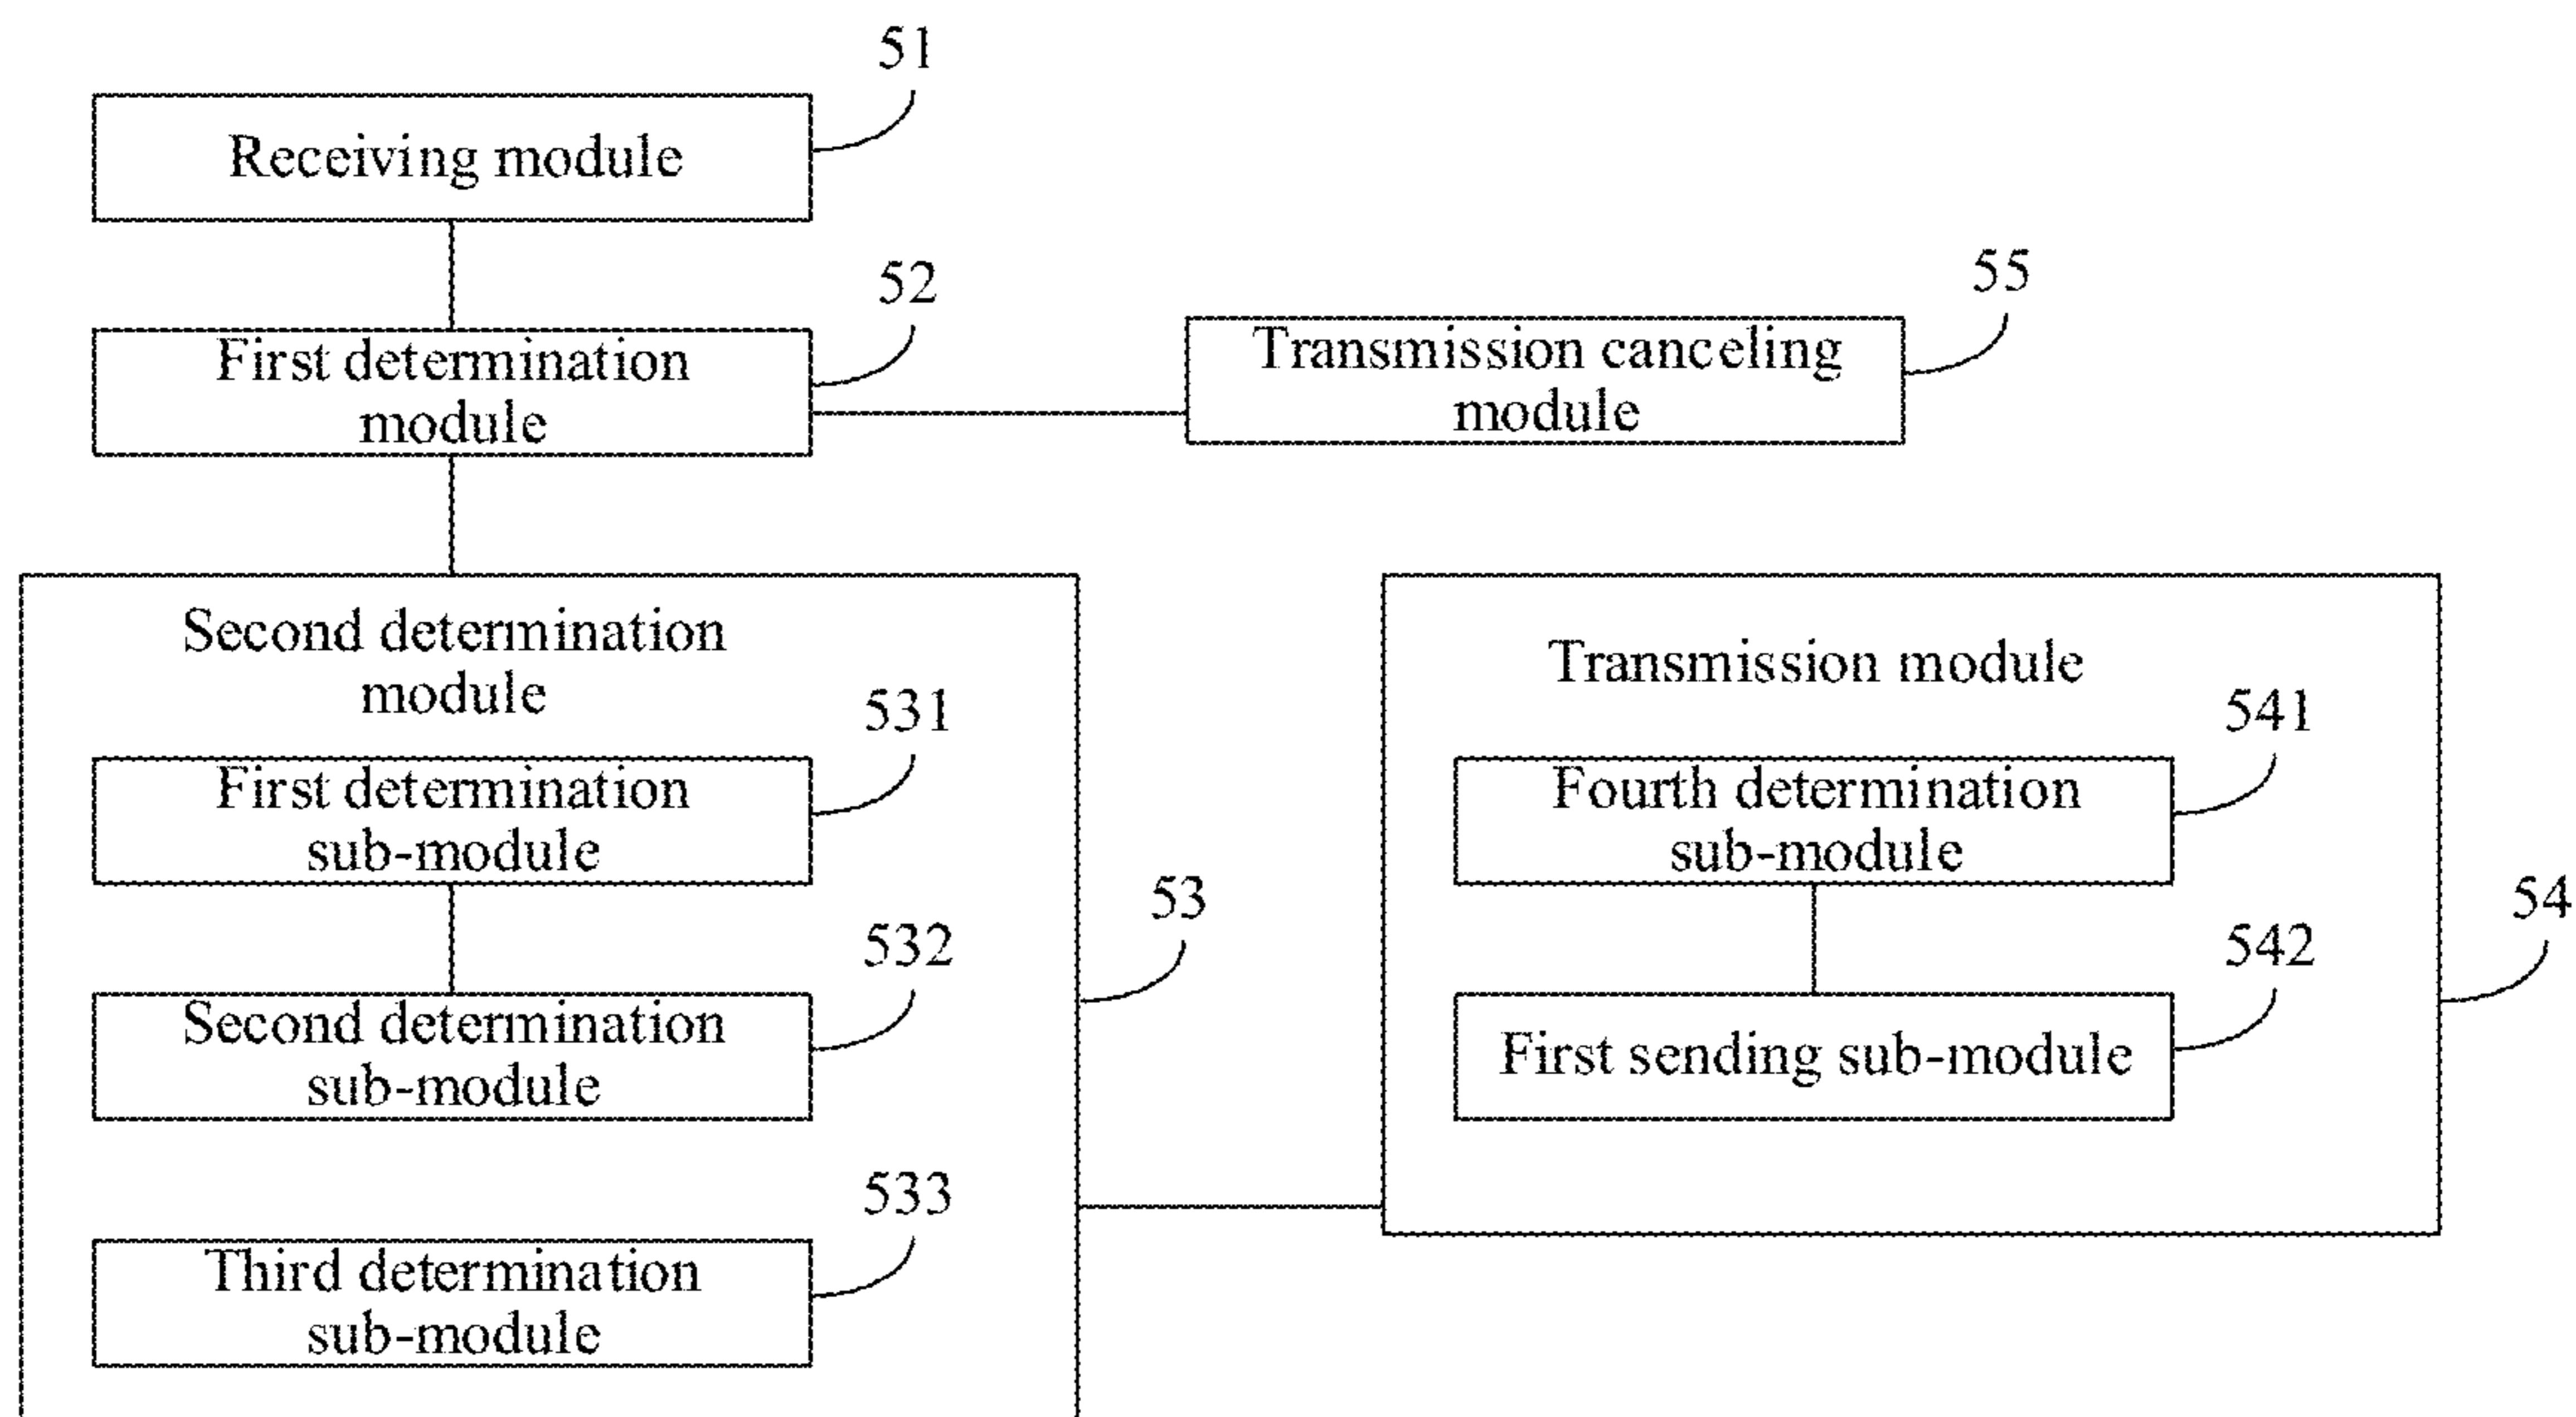 51
Receiving module
52
First determination
module
55
Transmission canceling
module
Second determination
module
531
First determination
sub-module
532
Second determination
sub-module
533
Third determination
sub-module
53
Transmission module
541
Fourth determination
sub-module
542
First sending sub-module
54